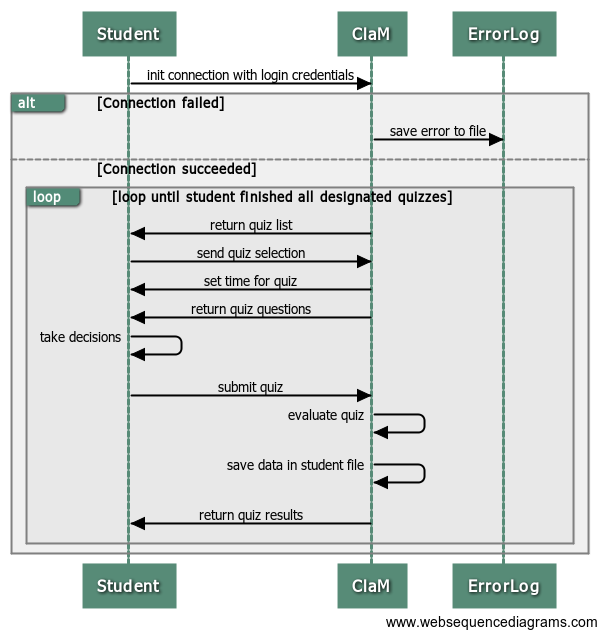 Student ClaM ErrorLog
init connection with login credentials
alt [Connection failed]
save error to file
[Connection succeeded]
loop [loop until student finished all designated quizzes]
return quiz list
send quiz selection
set time for quiz
return quiz questions
take decisions
submit quiz
evaluate quiz
save data in student file
return quiz results
Student ClaM ErrorLog
www.websequencediagrams.com